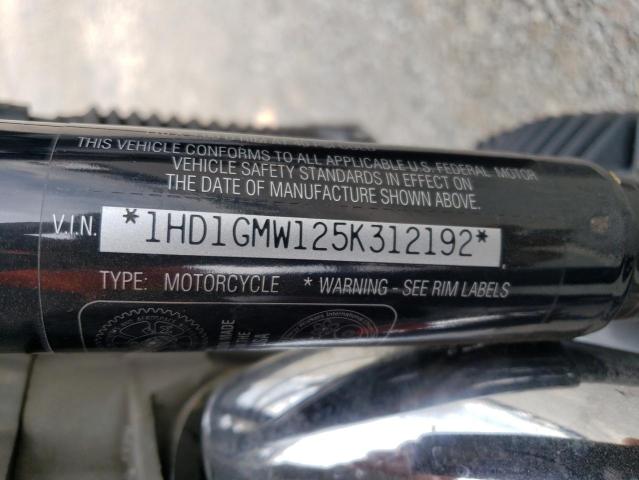 THIS VEHICLE CONFORMS TO ALL APPLICABLE U.S. FEDERAL MOTOR
VEHICLE SAFETY STANDARDS IN EFFECT ON
THE DATE OF MANUFACTURE SHOWN ABOVE.
V.I.N. *1HD1GMW125K312192*
TYPE: MOTORCYCLE * WARNING - SEE RIM LABELS